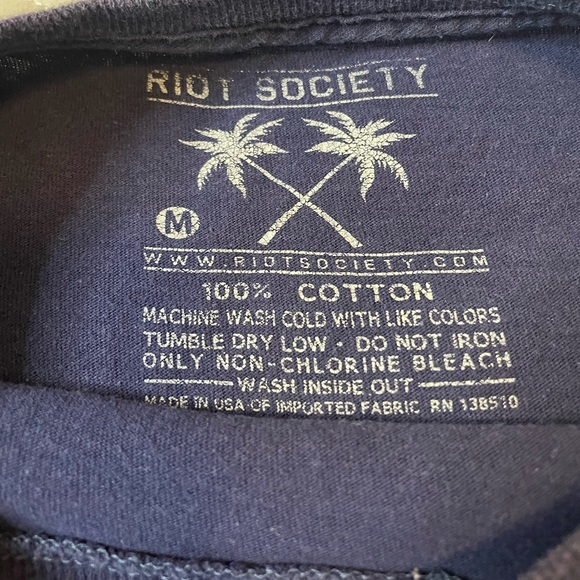 RIOT SOCIETY
M
WWW.RIOTSOCIETY.COM
100% COTTON
MACHINE WASH COLD WITH LIKE COLORS
TUMBLE DRY LOW • DO NOT IRON
ONLY NON-CHLORINE BLEACH
WASH INSIDE OUT
MADE IN USA OF IMPORTED FABRIC RN 138510